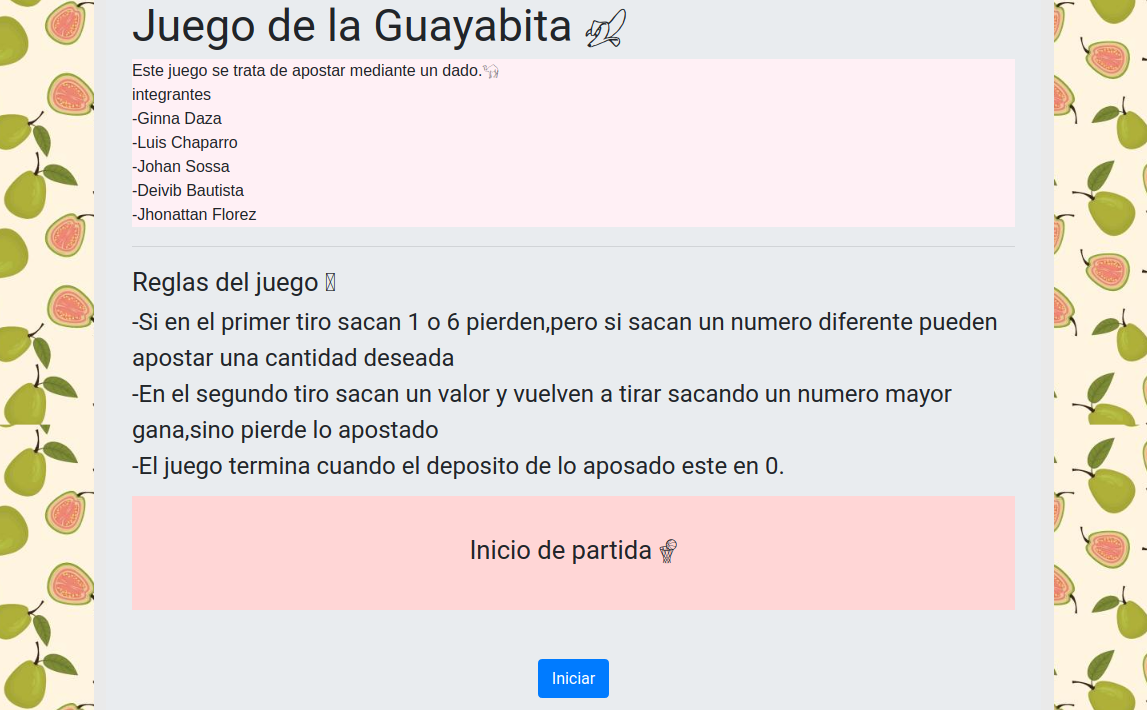 Juego de la Guayabita
Este juego se trata de apostar mediante un dado.
integrantes
-Ginna Daza
-Luis Chaparro
-Johan Sossa
-Deivib Bautista
-Jhonattan Florez
Reglas del juego
-Si en el primer tiro sacan 1 o 6 pierden,pero si sacan un numero diferente pueden
apostar una cantidad deseada
-En el segundo tiro sacan un valor y vuelven a tirar sacando un numero mayor
gana,sino pierde lo apostado
-El juego termina cuando el deposito de lo aposado este en 0.
Inicio de partida
Iniciar